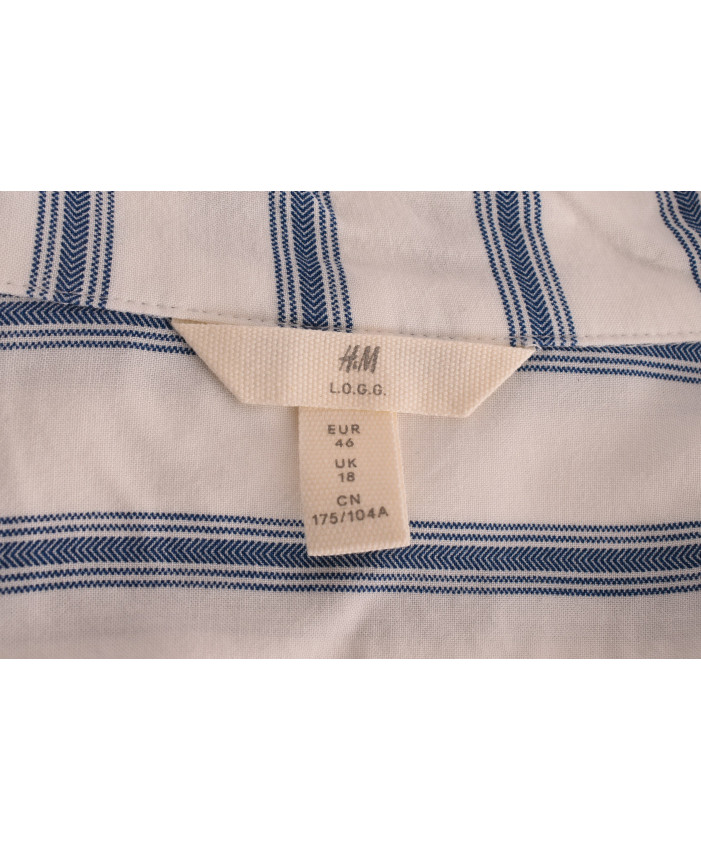 H&M
L.O.G.G.
EUR
46
UK
18
CN
175/104A